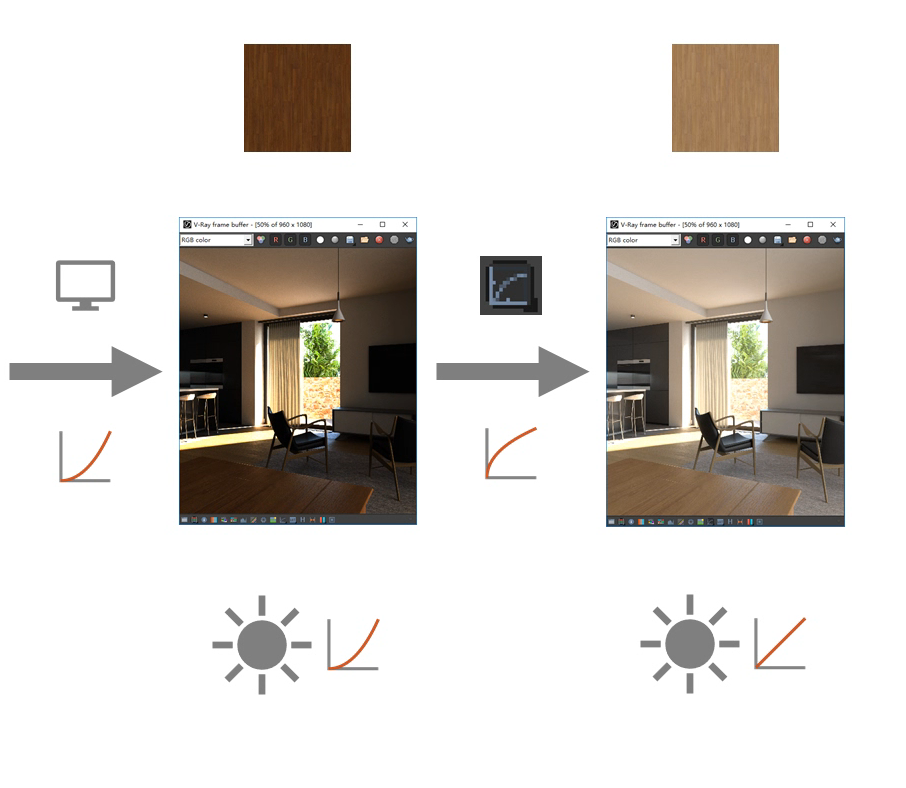 V-Ray frame buffer - [50% of 960 x 1080]
RGB color
R G B
V-Ray frame buffer - [50% of 960 x 1080]
RGB color
R G B